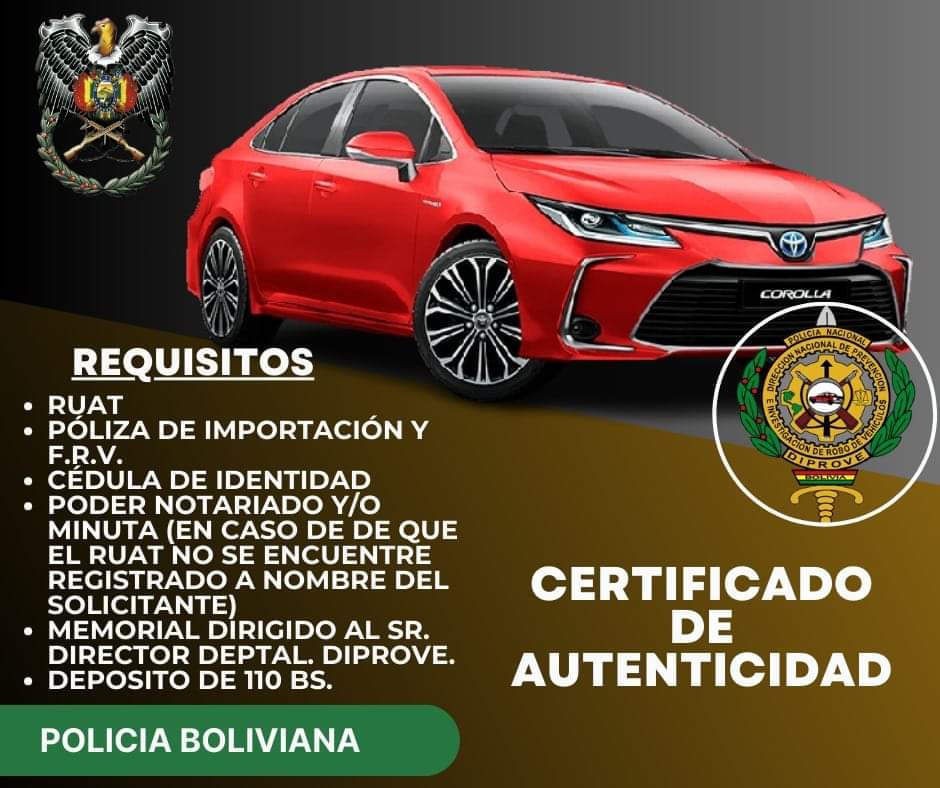 COROLLA
REQUISITOS
• RUAT
• PÓLIZA DE IMPORTACIÓN Y
F.R.V.
• CÉDULA DE IDENTIDAD
• PODER NOTARIADO Y/O
MINUTA (EN CASO DE DE QUE
EL RUAT NO SE ENCUENTRE
REGISTRADO A NOMBRE DEL
SOLICITANTE)
• MEMORIAL DIRIGIDO AL SR.
DIRECTOR DEPTAL. DIPROVE.
• DEPOSITO DE 110 BS.
POLICIA NACIONAL
DIRECCION NACIONAL DE PREVENCION
E INVESTIGACION DE ROBO DE VEHICULOS
DIPROVE
BOLIVIA
CERTIFICADO
DE
AUTENTICIDAD
POLICIA BOLIVIANA